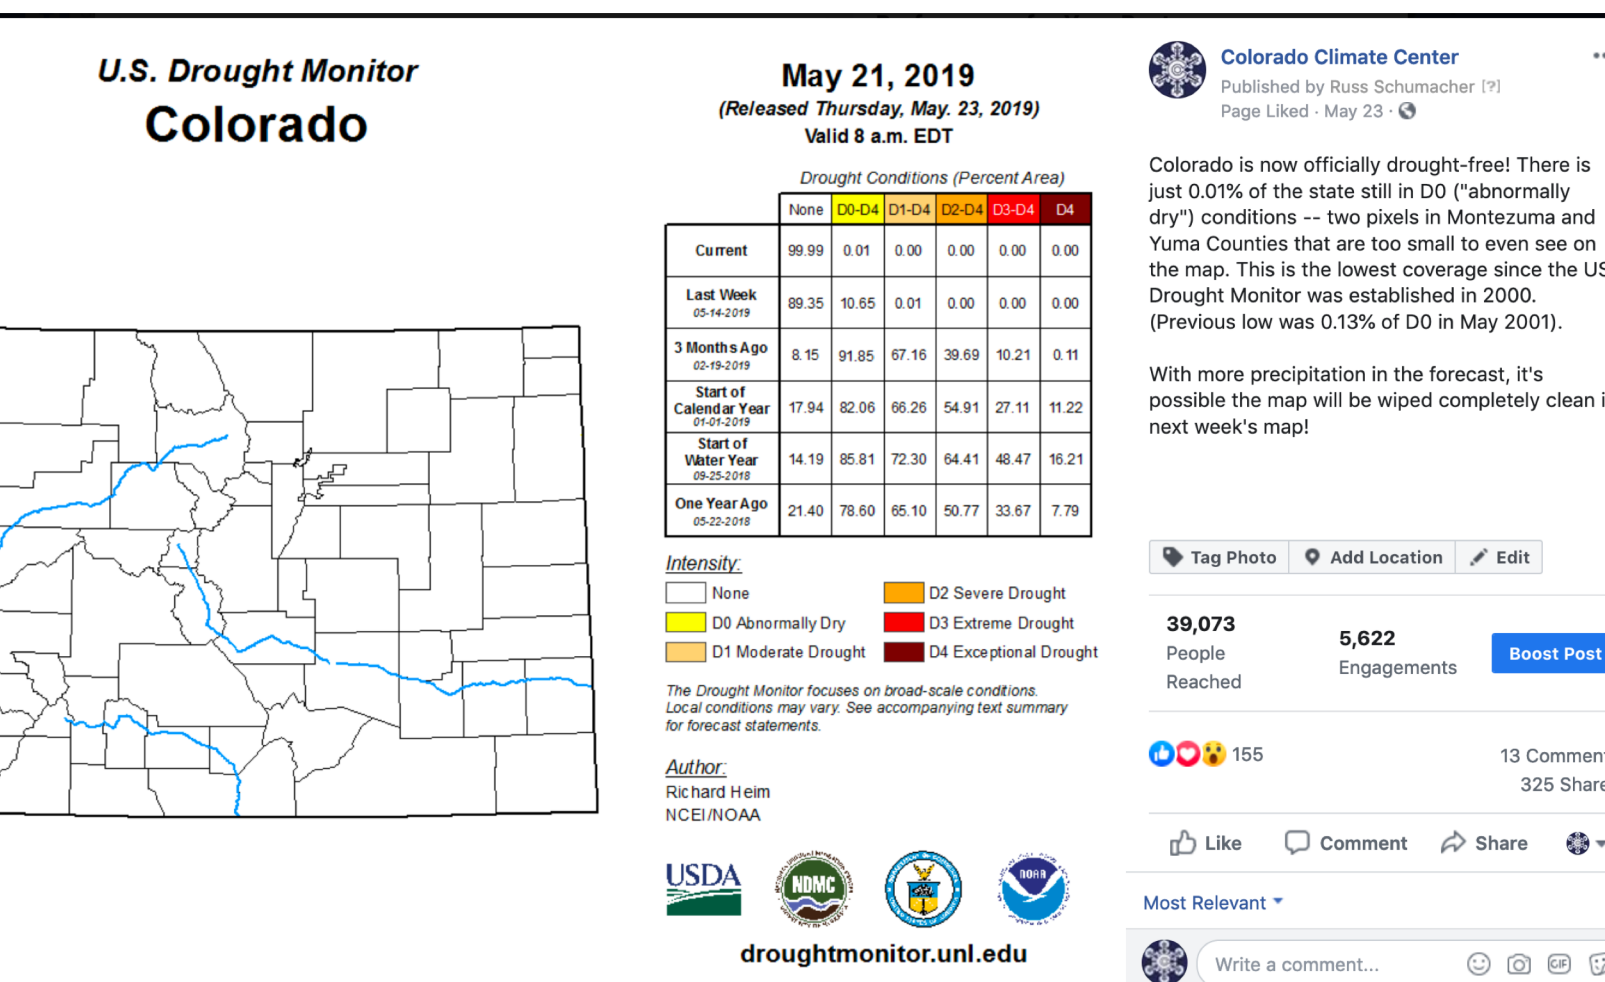 U.S. Drought Monitor
Colorado
May 21, 2019
(Released Thursday, May. 23, 2019)
Valid 8 a.m. EDT
Drought Conditions (Percent Area)
None D0-D4 D1-D4 D2-D4 D3-D4 D4
Current 99.99 0.01 0.00 0.00 0.00 0.00
Last Week 05-14-2019 89.35 10.65 0.01 0.00 0.00 0.00
3 Months Ago 02-19-2019 8.15 91.85 67.16 39.69 10.21 0.11
Start of Calendar Year 01-01-2019 17.94 82.06 66.26 54.91 27.11 11.22
Start of Water Year 09-25-2018 14.19 85.81 72.30 64.41 48.47 16.21
One Year Ago 05-22-2018 21.40 78.60 65.10 50.77 33.67 7.79
Intensity:
None
D0 Abnormally Dry
D1 Moderate Drought
D2 Severe Drought
D3 Extreme Drought
D4 Exceptional Drought
The Drought Monitor focuses on broad-scale conditions.
Local conditions may vary. See accompanying text summary
for forecast statements.
Author:
Richard Heim
NCEI/NOAA
USDA
NDMC
NOAA
droughtmonitor.unl.edu
Colorado Climate Center
Published by Russ Schumacher [?]
Page Liked · May 23 ·
Colorado is now officially drought-free! There is
just 0.01% of the state still in D0 ("abnormally
dry") conditions -- two pixels in Montezuma and
Yuma Counties that are too small to even see on
the map. This is the lowest coverage since the US
Drought Monitor was established in 2000.
(Previous low was 0.13% of D0 in May 2001).
With more precipitation in the forecast, it's
possible the map will be wiped completely clean i
next week's map!
Tag Photo
Add Location
Edit
39,073
People
Reached
5,622
Engagements
Boost Post
155
13 Comment
325 Share
Like
Comment
Share
Most Relevant
Write a comment...
GIF